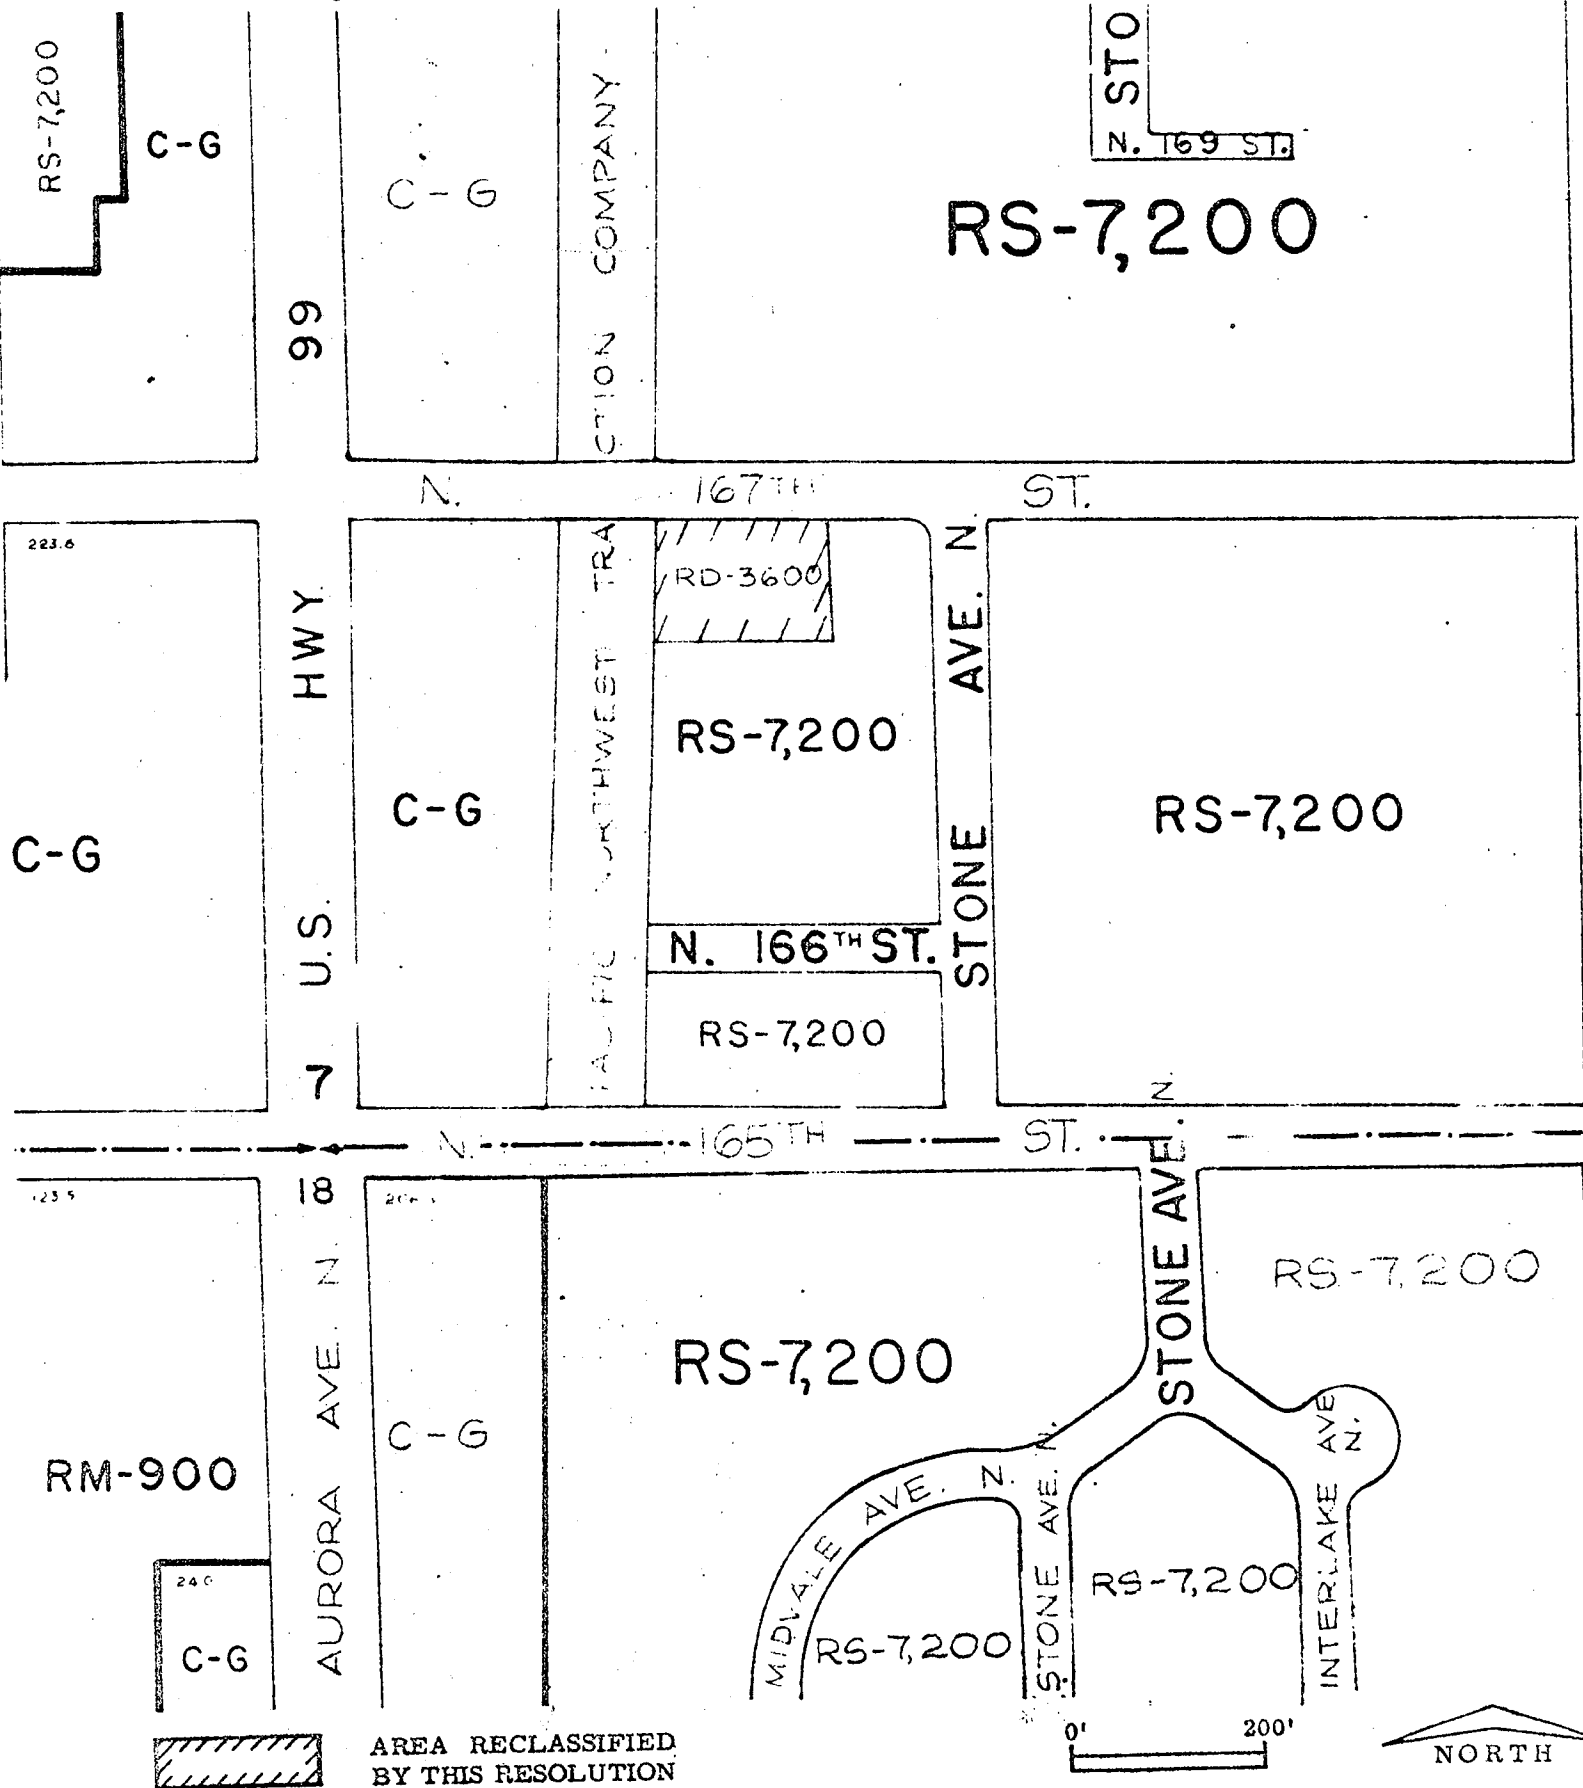 RS-7,200
C-G
C-G
99
CTION COMPANY
STO
N. 169 ST.
RS-7,200
N. 167TH ST.
223.6
RD-3600
HWY.
U.S.
NORTHWEST TRA
STONE AVE. N.
RS-7,200
RS-7,200
C-G
C-G
N. 166TH ST.
RS-7,200
7
N. 165TH ST.
18
AURORA AVE. N
C-G
STONE AVE. N.
RS-7,200
RS-7,200
RM-900
C-G
MIDVALE AVE. N.
STONE AVE. N.
INTERLAKE AVE N.
RS-7,200
RS-7,200
AREA RECLASSIFIED
BY THIS RESOLUTION
0' 200'
NORTH